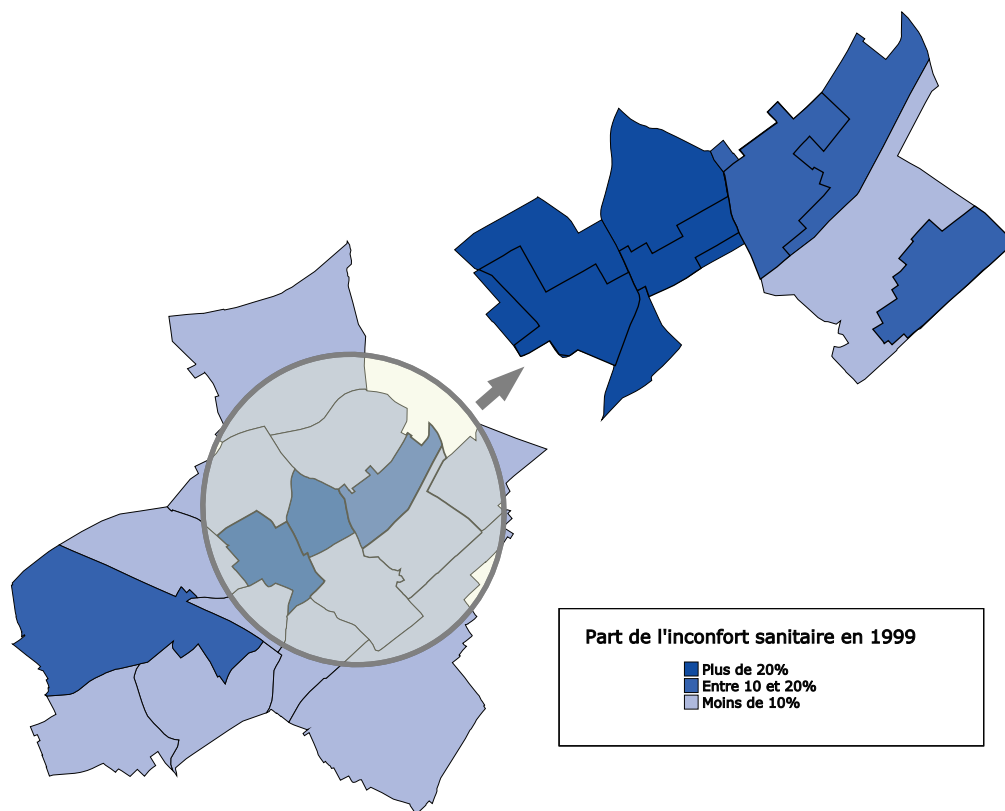 Part de l'inconfort sanitaire en 1999
Plus de 20%
Entre 10 et 20%
Moins de 10%